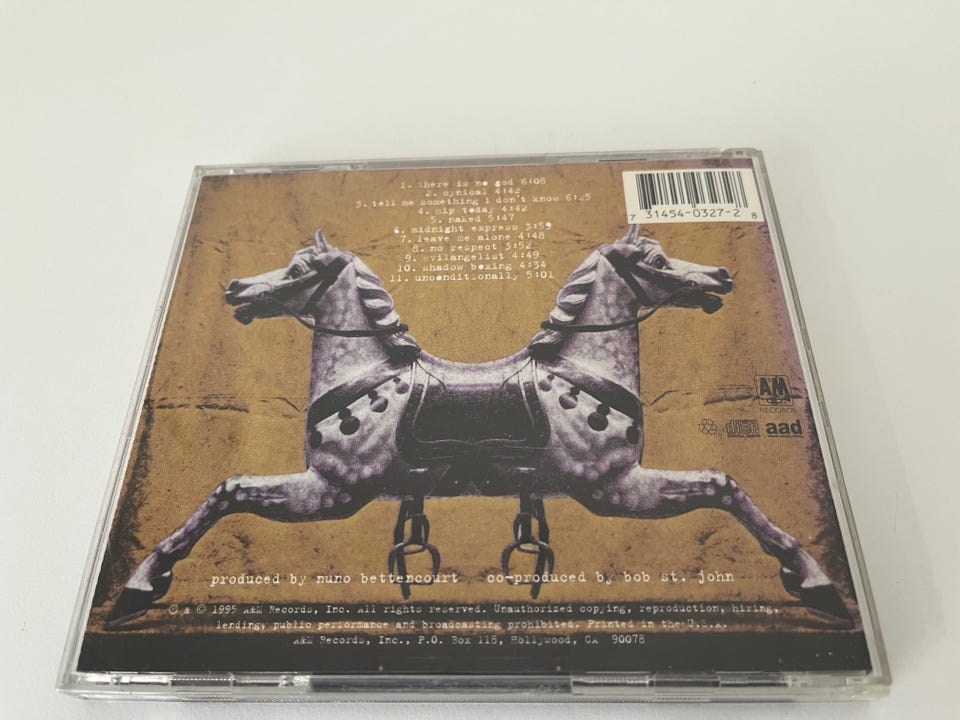 1. there is no god 6:08
2. cynical 4:42
3. tell me something i don't know 6:25
4. hip today 4:42
5. naked 5:47
6. midnight express 3:59
7. leave me alone 4:48
8. no respect 3:52
9. evilangelist 4:49
10. shadow boxing 4:34
11. unconditionally 5:01
7 31454-0327-2 8
A&M
RECORDS
disc
aad
produced by nuno bettencourt co-produced by bob st. john
℗ & © 1995 A&M Records, Inc. All rights reserved. Unauthorized copying, reproduction, hiring,
lending, public performance and broadcasting prohibited. Printed in the U.S.A.
A&M Records, Inc., P.O. Box 118, Hollywood, CA 90078